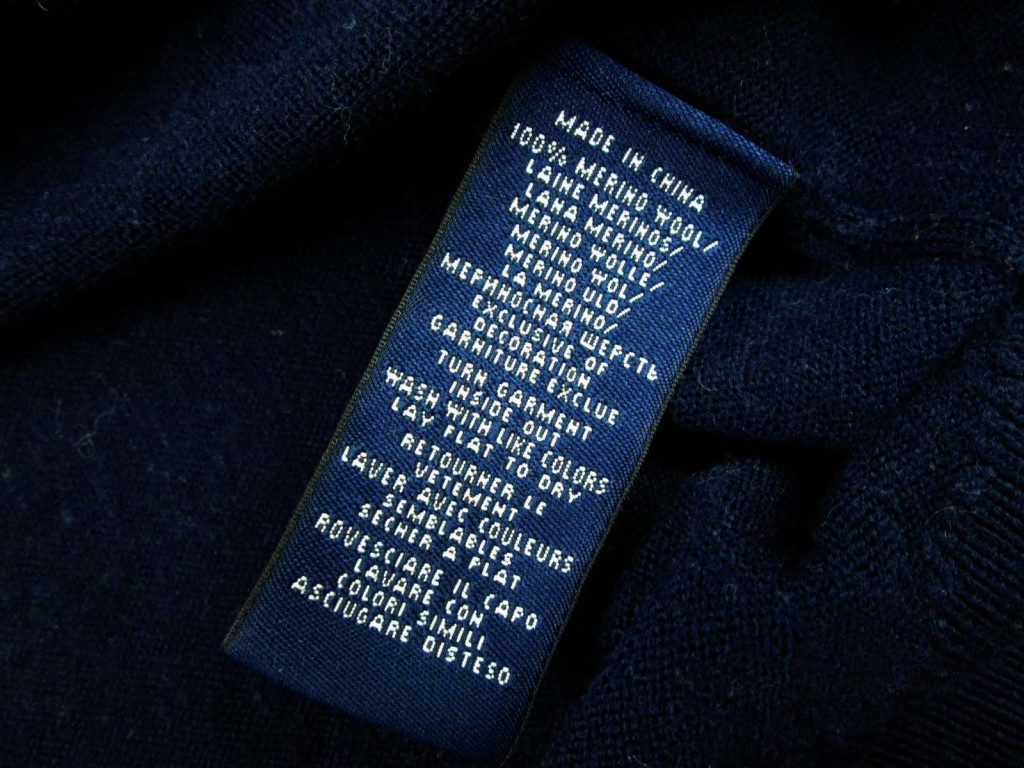 MADE IN CHINA
100% MERINO WOOL/
LAINE MERINOS/
LANA MERINO/
MERINO WOLLE/
MERINO WOL/
MERINO ULD/
LA MERINO/
МЕРИНОСНАЯ ШЕРСТЬ
EXCLUSIVE OF
DECORATION
GARNITURE EXCLUE
TURN GARMENT
INSIDE OUT
WASH WITH LIKE COLORS
LAY FLAT TO DRY
RETOURNER LE
VETEMENT
LAVER AVEC COULEURS
SEMBLABLES
SECHER A PLAT
ROVESCIARE IL CAPO
LAVARE CON
COLORI SIMILI
ASCIUGARE DISTESO